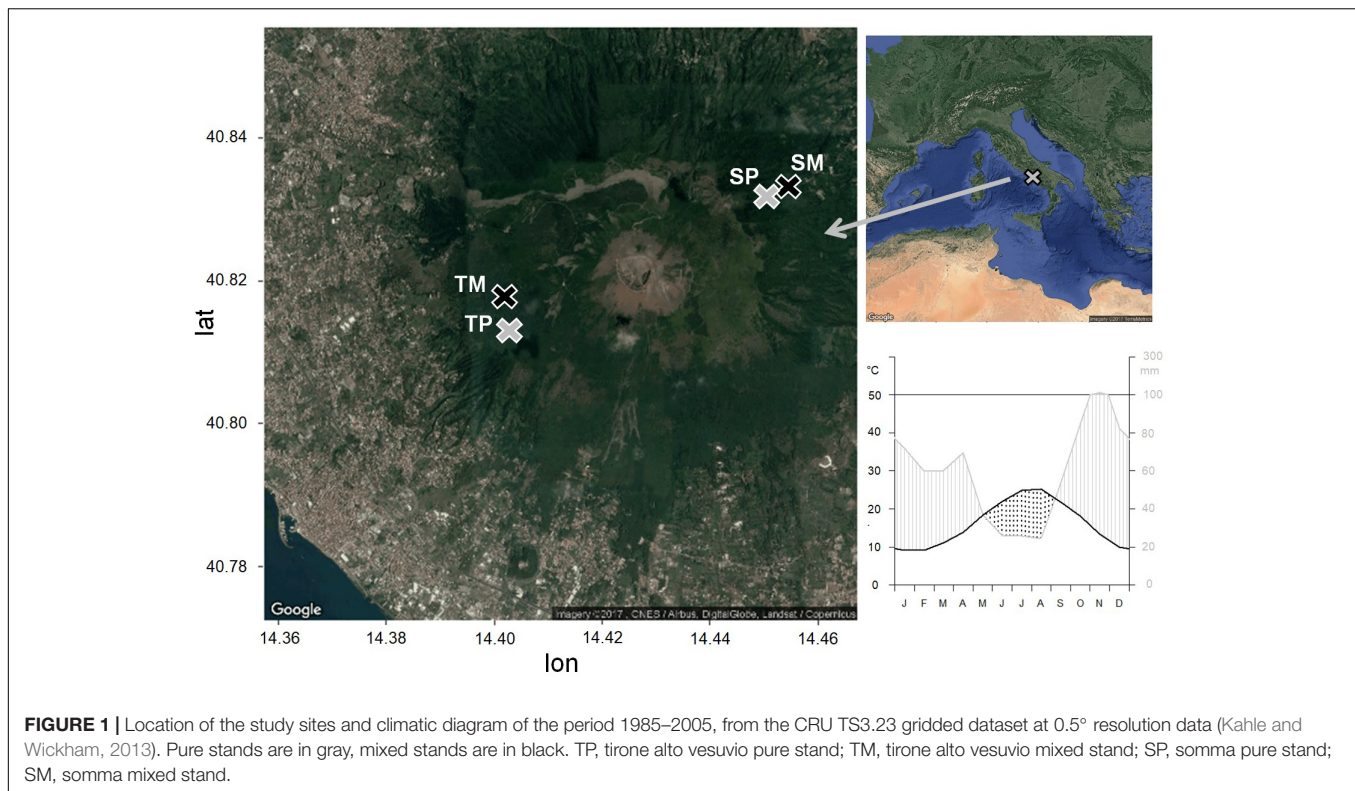 40.84
40.82
40.80
40.78
lat
SP
SM
TM
TP
Google
Imagery ©2017 , CNES / Airbus, DigitalGlobe, Landsat / Copernicus
14.36
14.38
14.40
14.42
14.44
14.46
lon
Google
Imagery ©2017 TerraMetrics
°C
50
40
30
20
10
0
300
mm
100
80
60
40
20
0
J F M A M J J A S O N D
FIGURE 1 | Location of the study sites and climatic diagram of the period 1985–2005, from the CRU TS3.23 gridded dataset at 0.5° resolution data (Kahle and
Wickham, 2013). Pure stands are in gray, mixed stands are in black. TP, tirone alto vesuvio pure stand; TM, tirone alto vesuvio mixed stand; SP, somma pure stand;
SM, somma mixed stand.